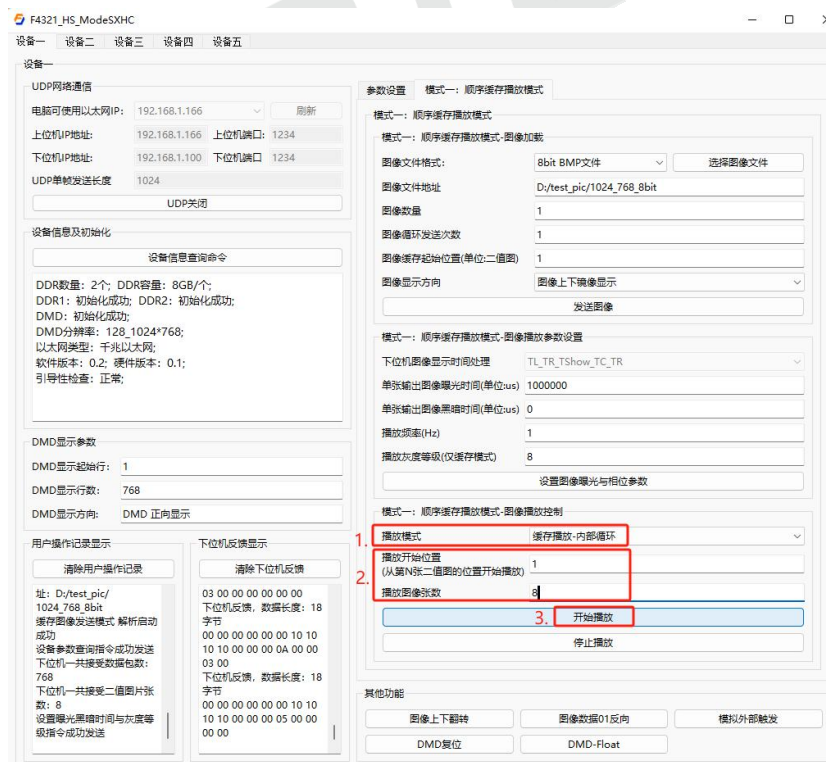 F4321_HS_ModeSXHC
设备一 设备二 设备三 设备四 设备五
设备一
UDP网络通信
电脑可使用以太网IP: 192.168.1.166 刷新
上位机IP地址: 192.168.1.166 上位机端口: 1234
下位机IP地址: 192.168.1.100 下位机端口 1234
UDP单帧发送长度 1024
UDP关闭
设备信息及初始化
设备信息查询命令
DDR数量: 2个; DDR容量: 8GB/个;
DDR1: 初始化成功; DDR2: 初始化成功;
DMD: 初始化成功;
DMD分辨率: 128_1024*768;
以太网类型: 千兆以太网;
软件版本: 0.2; 硬件版本: 0.1;
引导性检查: 正常;
DMD显示参数
DMD显示起始行: 1
DMD显示行数: 768
DMD显示方向: DMD 正向显示
用户操作记录显示
清除用户操作记录
址: D:/test_pic/
1024_768_8bit
缓存图像发送模式 解析启动
成功
设备参数查询指令成功发送
下位机一共接受数据包数:
768
下位机一共接受二值图片张
数: 8
设置曝光黑暗时间与灰度等
级指令成功发送
下位机反馈显示
清除下位机反馈
03 00 00 00 00 00 00
下位机反馈, 数据长度: 18
字节
00 00 00 00 00 00 10 10
10 10 00 00 00 0A 00 00
03 00
下位机反馈, 数据长度: 18
字节
00 00 00 00 00 00 10 10
10 10 00 00 00 05 00 00
00 00
参数设置 模式一: 顺序缓存播放模式
模式一: 顺序缓存播放模式
模式一: 顺序缓存播放模式-图像加载
图像文件格式: 8bit BMP文件 选择图像文件
图像文件地址 D:/test_pic/1024_768_8bit
图像数量 1
图像循环发送次数 1
图像缓存起始位置(单位:二值图) 1
图像显示方向 图像上下镜像显示
发送图像
模式一: 顺序缓存播放模式-图像播放参数设置
下位机图像显示时间处理 TL_TR_TShow_TC_TR
单张输出图像曝光时间(单位:us) 1000000
单张输出图像黑暗时间(单位:us) 0
播放频率(Hz) 1
播放灰度等级(仅缓存模式) 8
设置图像曝光与相位参数
模式一: 顺序缓存播放模式-图像播放控制
1. 播放模式 缓存播放-内部循环
2. 播放开始位置
(从第N张二值图的位置开始播放) 1
播放图像张数 8
3. 开始播放
停止播放
其他功能
图像上下翻转 图像数据01反向 模拟外部触发
DMD复位 DMD-Float